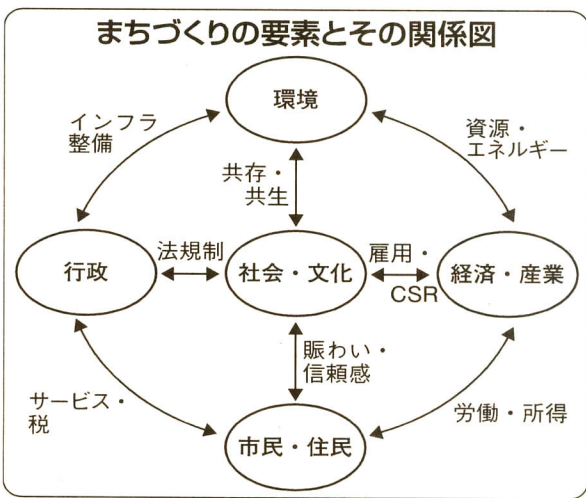 まちづくりの要素とその関係図
環境
インフラ
整備
資源・
エネルギー
共存・
共生
行政
法規制
社会・文化
雇用・
CSR
経済・産業
賑わい・
信頼感
サービス・
税
労働・所得
市民・住民